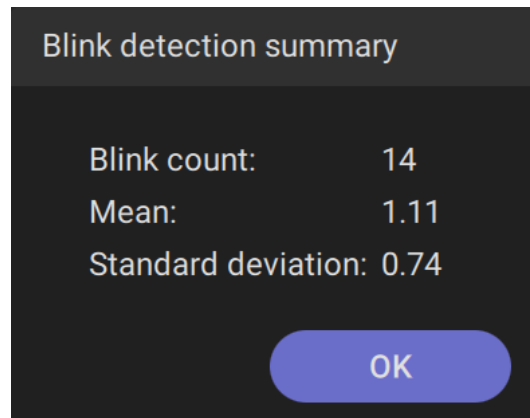 Blink detection summary
Blink count: 14
Mean: 1.11
Standard deviation: 0.74
OK